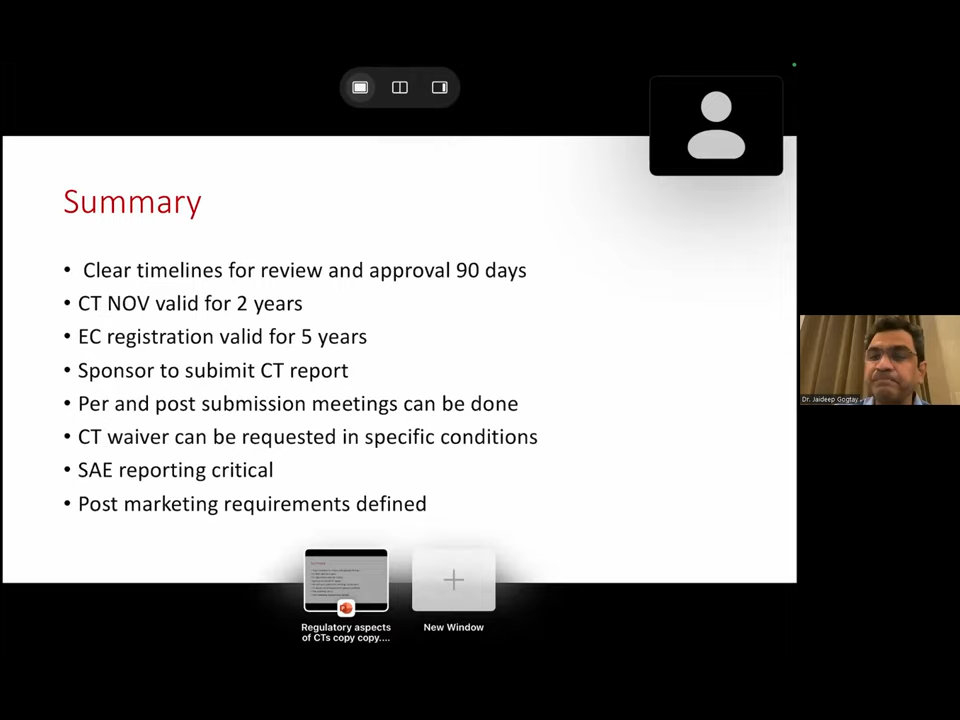 Summary
• Clear timelines for review and approval 90 days
• CT NOV valid for 2 years
• EC registration valid for 5 years
• Sponsor to subimit CT report
• Per and post submission meetings can be done
• CT waiver can be requested in specific conditions
• SAE reporting critical
• Post marketing requirements defined
Dr. Jaideep Gogtay
Regulatory aspects
of CTs copy copy....
New Window